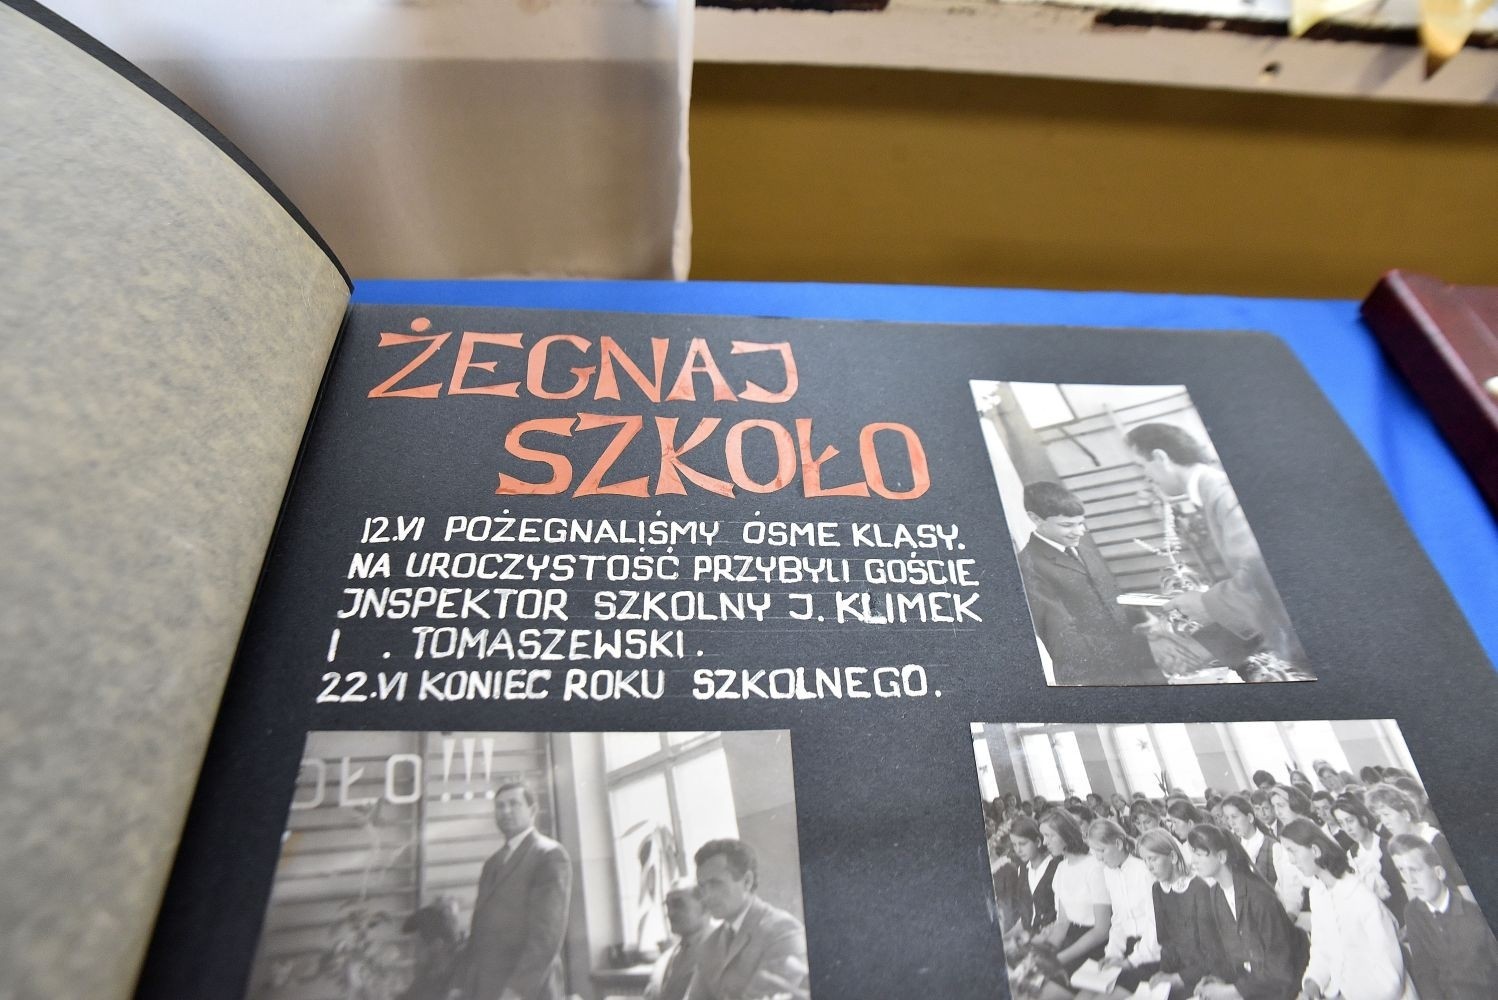 ŻEGNAJ
SZKOŁO
12.VI POŻEGNALIŚMY ÓSME KLASY.
NA UROCZYSTOŚĆ PRZYBYLI GOŚCIE
JNSPEKTOR SZKOLNY J. KLIMEK
I . TOMASZEWSKI.
22.VI KONIEC ROKU SZKOLNEGO.
OŁO!!!